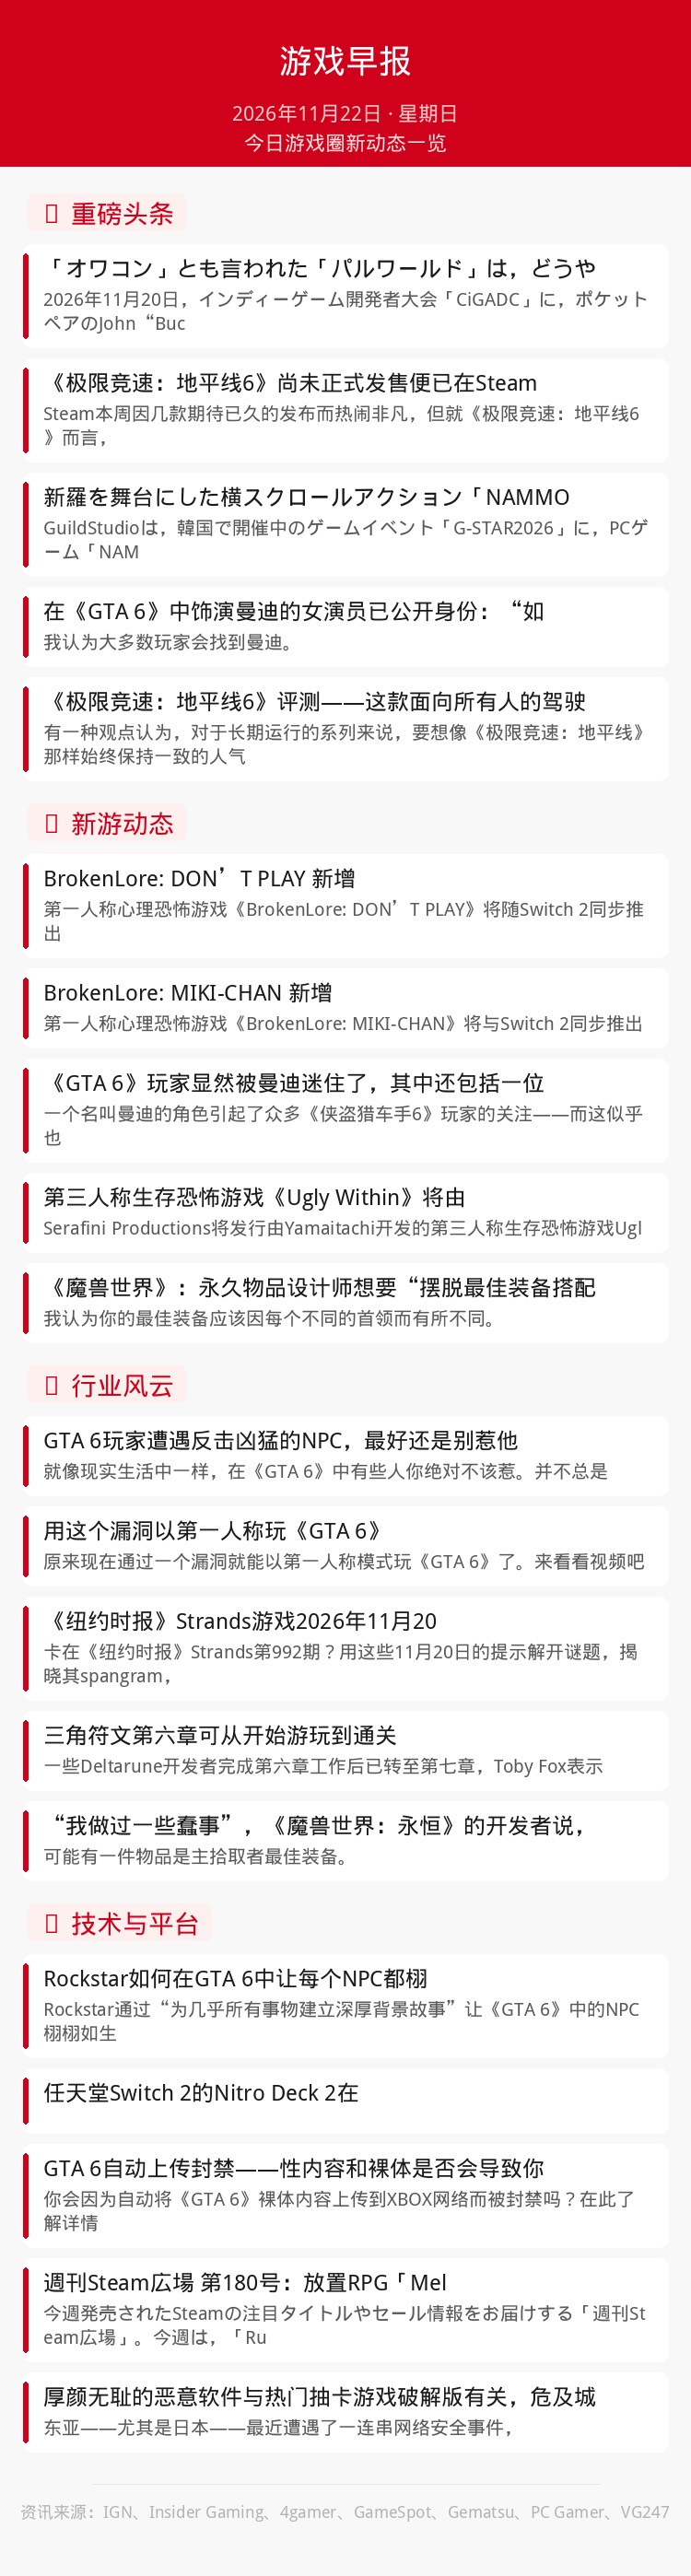 游戏早报
2026年11月22日 · 星期日
今日游戏圈新动态一览
重磅头条
「オワコン」とも言われた「パルワールド」は，どうや
2026年11月20日，インディーゲーム開発者大会「CiGADC」に，ポケット
ペアのJohn“Buc
《极限竞速：地平线6》尚未正式发售便已在Steam
Steam本周因几款期待已久的发布而热闹非凡，但就《极限竞速：地平线6
》而言，
新羅を舞台にした横スクロールアクション「NAMMO
GuildStudioは，韓国で開催中のゲームイベント「G-STAR2026」に，PCゲ
ーム「NAM
在《GTA 6》中饰演曼迪的女演员已公开身份：“如
我认为大多数玩家会找到曼迪。
《极限竞速：地平线6》评测——这款面向所有人的驾驶
有一种观点认为，对于长期运行的系列来说，要想像《极限竞速：地平线》
那样始终保持一致的人气
新游动态
BrokenLore: DON’T PLAY 新增
第一人称心理恐怖游戏《BrokenLore: DON’T PLAY》将随Switch 2同步推
出
BrokenLore: MIKI-CHAN 新增
第一人称心理恐怖游戏《BrokenLore: MIKI-CHAN》将与Switch 2同步推出
《GTA 6》玩家显然被曼迪迷住了，其中还包括一位
一个名叫曼迪的角色引起了众多《侠盗猎车手6》玩家的关注——而这似乎
也
第三人称生存恐怖游戏《Ugly Within》将由
Serafini Productions将发行由Yamaitachi开发的第三人称生存恐怖游戏Ugl
《魔兽世界》：永久物品设计师想要“摆脱最佳装备搭配
我认为你的最佳装备应该因每个不同的首领而有所不同。
行业风云
GTA 6玩家遭遇反击凶猛的NPC，最好还是别惹他
就像现实生活中一样，在《GTA 6》中有些人你绝对不该惹。并不总是
用这个漏洞以第一人称玩《GTA 6》
原来现在通过一个漏洞就能以第一人称模式玩《GTA 6》了。来看看视频吧
《纽约时报》Strands游戏2026年11月20
卡在《纽约时报》Strands第992期？用这些11月20日的提示解开谜题，揭
晓其spangram，
三角符文第六章可从开始游玩到通关
一些Deltarune开发者完成第六章工作后已转至第七章，Toby Fox表示
“我做过一些蠢事”，《魔兽世界：永恒》的开发者说，
可能有一件物品是主拾取者最佳装备。
技术与平台
Rockstar如何在GTA 6中让每个NPC都栩
Rockstar通过“为几乎所有事物建立深厚背景故事”让《GTA 6》中的NPC
栩栩如生
任天堂Switch 2的Nitro Deck 2在
GTA 6自动上传封禁——性内容和裸体是否会导致你
你会因为自动将《GTA 6》裸体内容上传到XBOX网络而被封禁吗？在此了
解详情
週刊Steam広場 第180号：放置RPG「Mel
今週発売されたSteamの注目タイトルやセール情報をお届けする「週刊St
eam広場」。今週は，「Ru
厚颜无耻的恶意软件与热门抽卡游戏破解版有关，危及城
东亚——尤其是日本——最近遭遇了一连串网络安全事件，
资讯来源：IGN、Insider Gaming、4gamer、GameSpot、Gematsu、PC Gamer、VG247